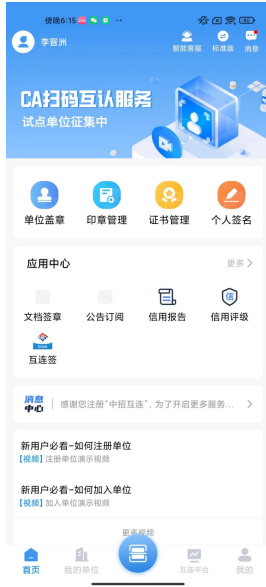 傍晚6:15
李晋洲
智能客服 标准版 消息
CA扫码互认服务
试点单位征集中
单位盖章 印章管理 证书管理 个人签名
应用中心 更多 >
文档签章 公告订阅 信用报告 信用评级
互连签
消息中心 感谢您注册“中招互连”，为了开启更多服务... >
新用户必看-如何注册单位
【视频】注册单位演示视频
新用户必看-如何加入单位
【视频】加入单位演示视频
更多视频
首页 我的单位 互连平台 我的